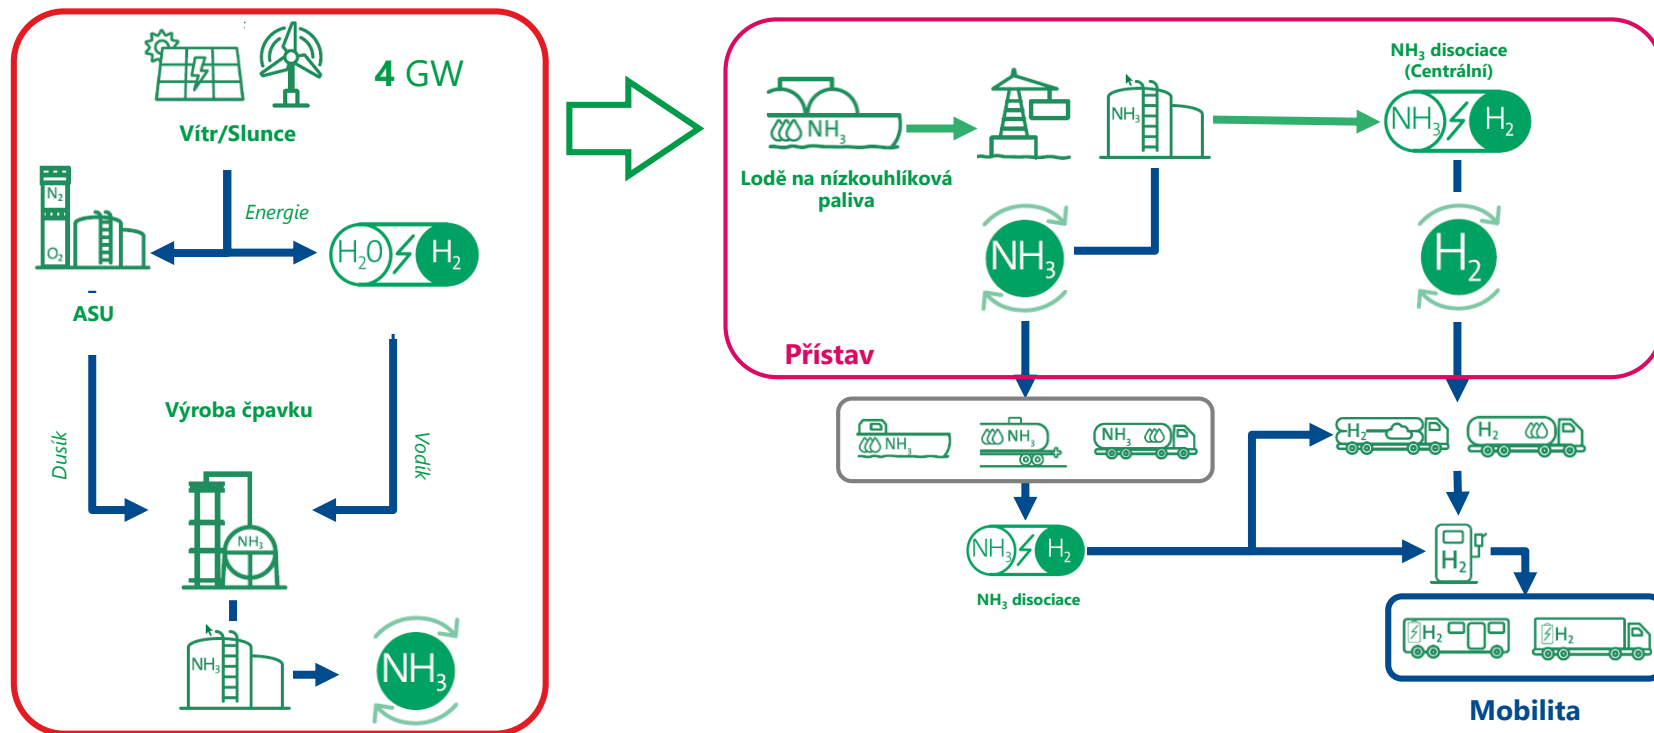 4 GW
Vítr/Slunce
N₂
O₂
Energie
H₂O H₂
ASU
Výroba čpavku
Dusík
Vodík
NH₃
NH₃
NH₃
NH₃ disociace
(Centrální)
NH₃
NH₃
NH₃ H₂
Lodě na nízkouhlíková
paliva
NH₃
H₂
Přístav
NH₃
NH₃
NH₃
H₂
H₂
NH₃ H₂
NH₃ disociace
H₂
H₂
H₂
Mobilita